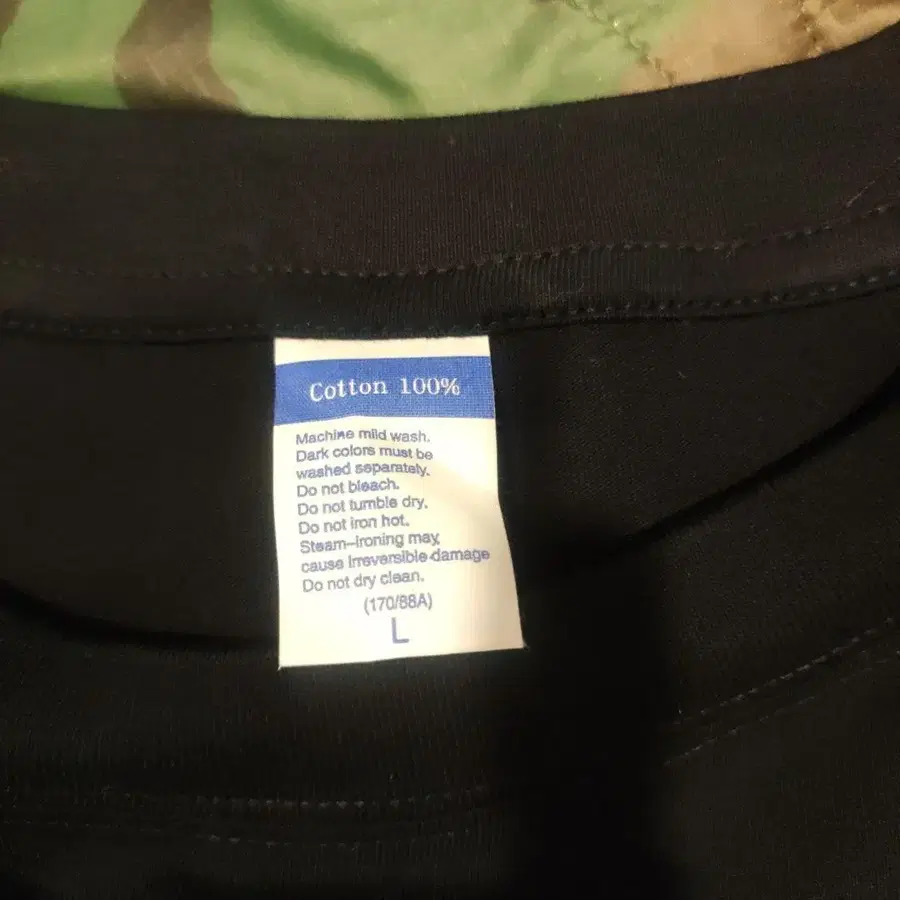 Cotton 100%
Machine mild wash.
Dark colors must be
washed separately.
Do not bleach.
Do not tumble dry.
Do not iron hot.
Steam-ironing may
cause irreversible damage
Do not dry clean.
(170/88A)
L